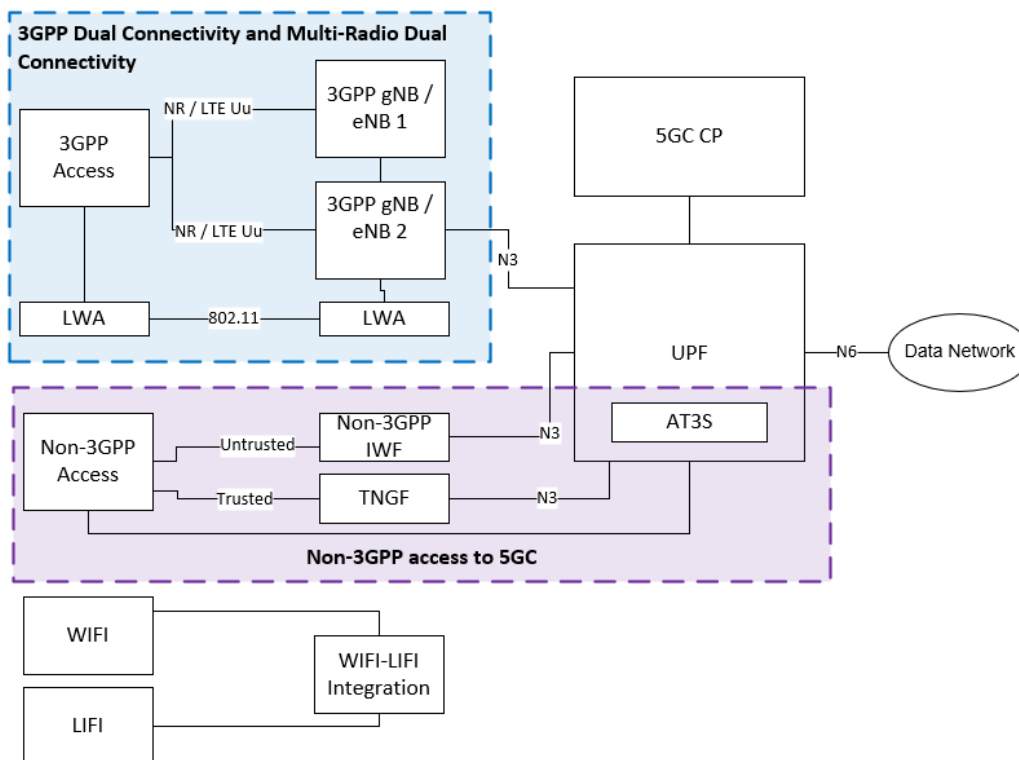 3GPP Dual Connectivity and Multi-Radio Dual
Connectivity
3GPP
Access
NR / LTE Uu
3GPP gNB /
eNB 1
NR / LTE Uu
3GPP gNB /
eNB 2
LWA
802.11
LWA
N3
5GC CP
UPF
AT3S
N6
Data Network
Non-3GPP
Access
Untrusted
Non-3GPP
IWF
N3
Trusted
TNGF
N3
Non-3GPP access to 5GC
WIFI
WIFI-LIFI
Integration
LIFI